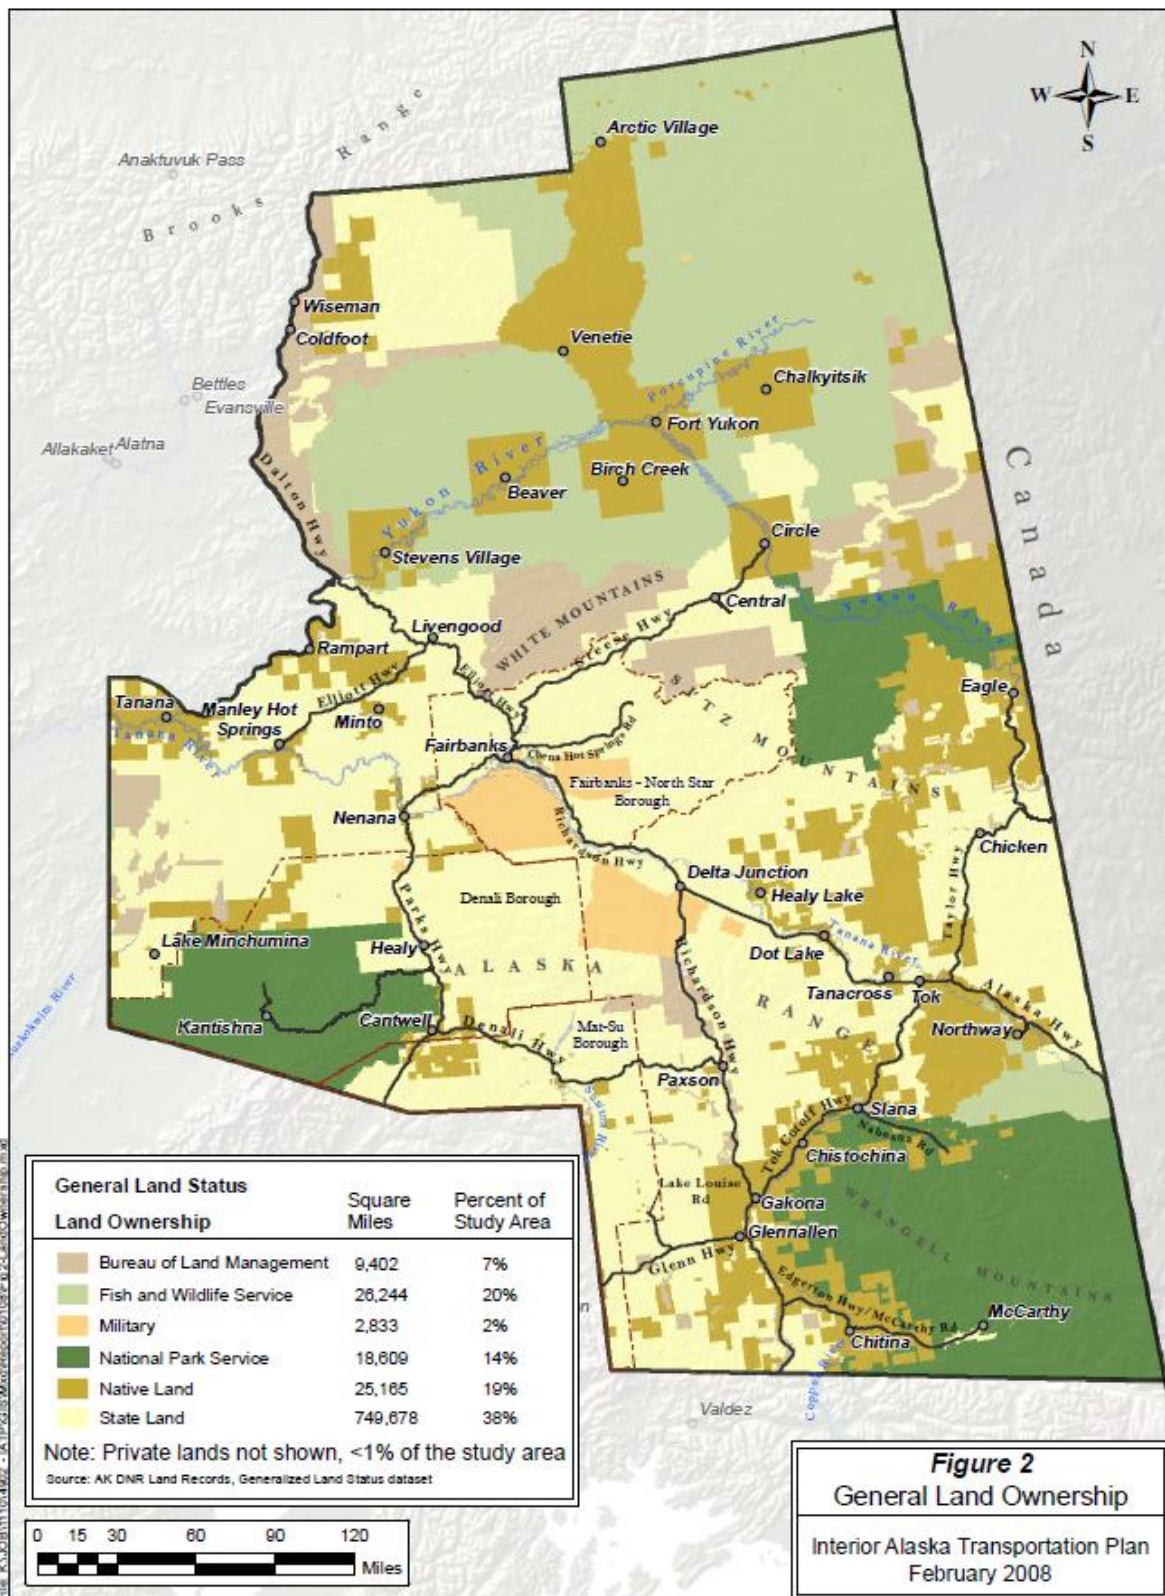 N
W E
S
Arctic Village
Anaktuvuk Pass
Brooks Range
Wiseman
Coldfoot
Venetie
Porcupine River
Chalkyitsik
Bettles
Evansville
Fort Yukon
Allakaket Alatna
Yukon River
Birch Creek
Beaver
Dalton Hwy
Canada
Circle
Stevens Village
WHITE MOUNTAINS
Central
Yukon River
Livengood
Steese Hwy
Rampart
Elliott Hwy
Elliott Hwy
Eagle
Tanana
Manley Hot
Springs
Minto
Tanana River
Fairbanks
Chena Hot Springs Rd
MOUNTAINS
Fairbanks - North Star
Borough
Nenana
Richardson Hwy
Chicken
Delta Junction
Healy Lake
Taylor Hwy
Denali Borough
Parks Hwy
Lake Minchumina
Healy
Dot Lake
Tanana River
ALASKA
RANGE
Richardson Hwy
Tanacross
Tok
Alaska Hwy
Kantishna
Cantwell
Denali Hwy
Mat-Su
Borough
Northway
Paxson
Slana
Tok Cutoff Hwy
Nabesna Rd
Chistochina
Lake Louise
Rd
Gakona
WRANGELL MOUNTAINS
Glennallen
Glenn Hwy
Edgerton Hwy/McCarthy Rd
McCarthy
Chitina
Copper River
Valdez
General Land Status
Land Ownership Square Miles Percent of Study Area
Bureau of Land Management 9,402 7%
Fish and Wildlife Service 26,244 20%
Military 2,833 2%
National Park Service 18,609 14%
Native Land 25,165 19%
State Land 749,678 38%
Note: Private lands not shown, <1% of the study area
Source: AK DNR Land Records, Generalized Land Status dataset
0 15 30 60 90 120
Miles
Figure 2
General Land Ownership
Interior Alaska Transportation Plan
February 2008